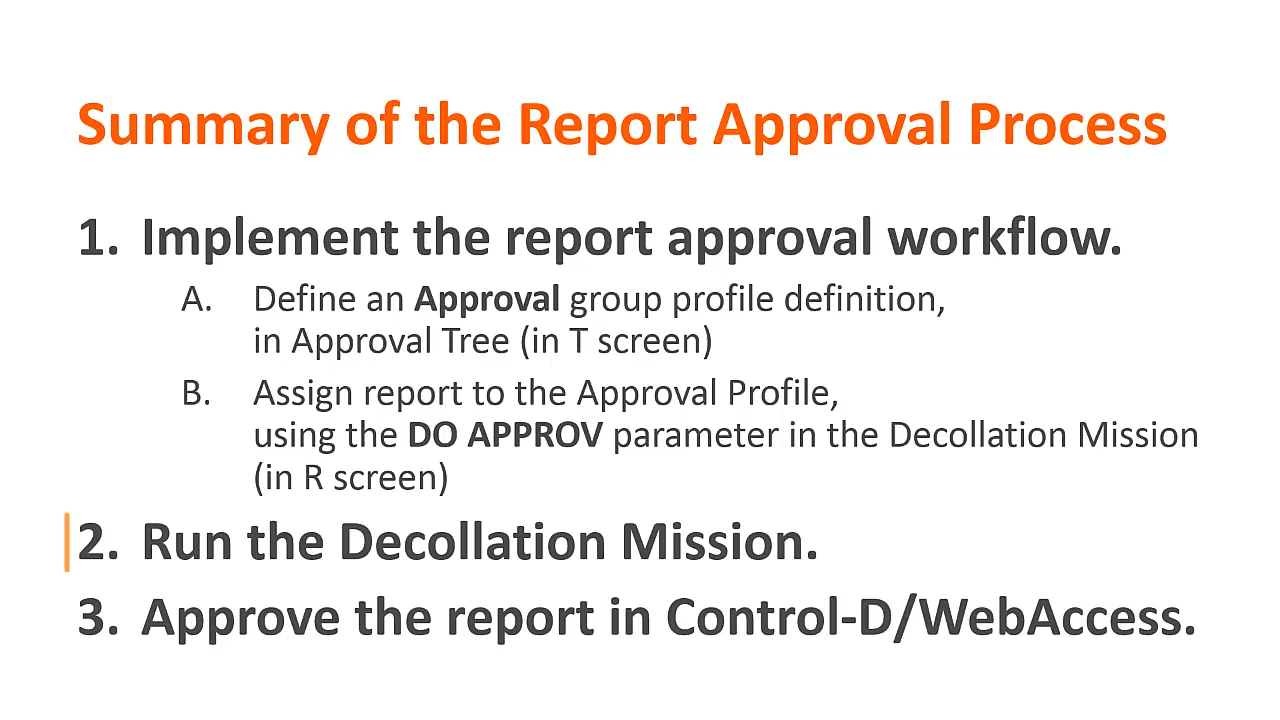 Summary of the Report Approval Process
1. Implement the report approval workflow.
A. Define an Approval group profile definition,
in Approval Tree (in T screen)
B. Assign report to the Approval Profile,
using the DO APPROV parameter in the Decollation Mission
(in R screen)
2. Run the Decollation Mission.
3. Approve the report in Control-D/WebAccess.